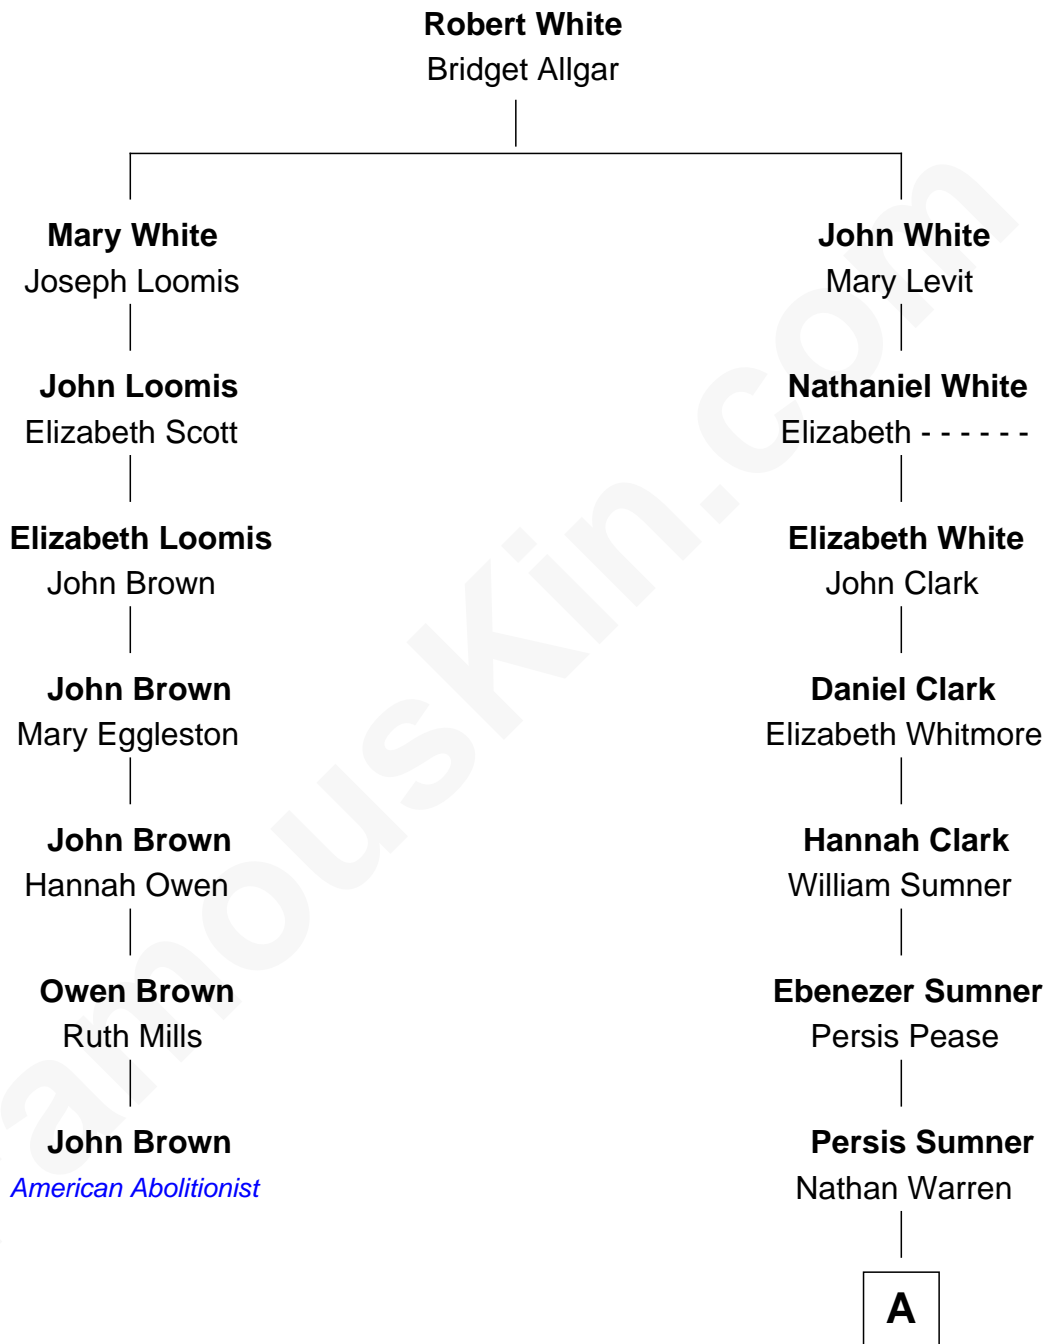 Robert White
Bridget Allgar
Mary White
Joseph Loomis
John Loomis
Elizabeth Scott
Elizabeth Loomis
John Brown
John Brown
Mary Eggleston
John Brown
Hannah Owen
Owen Brown
Ruth Mills
John Brown
American Abolitionist
John White
Mary Levit
Nathaniel White
Elizabeth - - - - - -
Elizabeth White
John Clark
Daniel Clark
Elizabeth Whitmore
Hannah Clark
William Sumner
Ebenezer Sumner
Persis Pease
Persis Sumner
Nathan Warren
A
amouskin.com